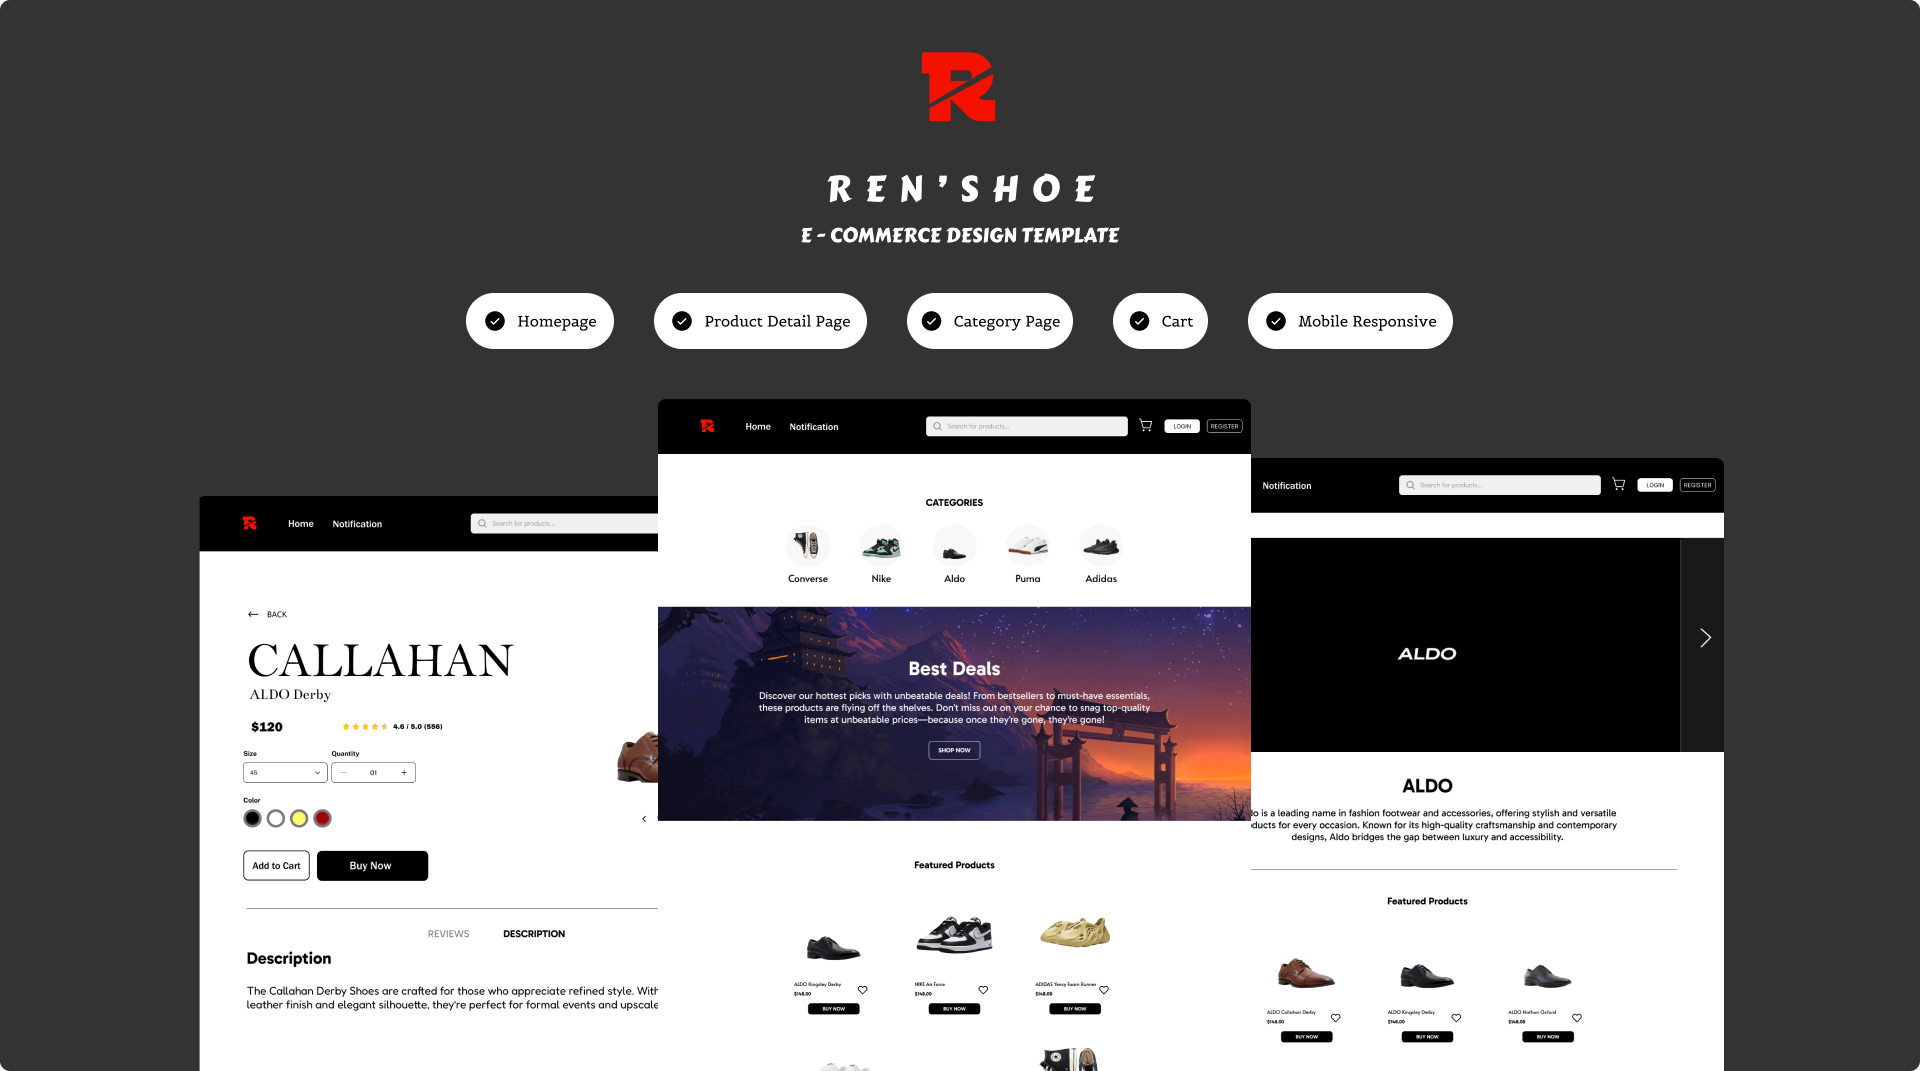 REN'SHOE
E - COMMERCE DESIGN TEMPLATE
Homepage
Product Detail Page
Category Page
Cart
Mobile Responsive
Home
Notification
Search for products...
BACK
CALLAHAN
ALDO Derby
$120
4.6 / 5.0 (556)
Size
Quantity
45
01
Color
Add to Cart
Buy Now
REVIEWS
DESCRIPTION
Description
The Callahan Derby Shoes are crafted for those who appreciate refined style. With
leather finish and elegant silhouette, they're perfect for formal events and upscale
Home
Notification
Search for products...
LOGIN
REGISTER
CATEGORIES
Converse
Nike
Aldo
Puma
Adidas
Best Deals
Discover our hottest picks with unbeatable deals! From bestsellers to must-have essentials,
these products are flying off the shelves. Don't miss out on your chance to snag top-quality
items at unbeatable prices—because once they're gone, they're gone!
SHOP NOW
Featured Products
ALDO Kingsley Derby
$148.00
BUY NOW
NIKE Air Force
$148.00
BUY NOW
ADIDAS Yeezy Foam Runner
$148.00
BUY NOW
Notification
Search for products...
LOGIN
REGISTER
ALDO
ALDO
do is a leading name in fashion footwear and accessories, offering stylish and versatile
ducts for every occasion. Known for its high-quality craftsmanship and contemporary
designs, Aldo bridges the gap between luxury and accessibility.
Featured Products
ALDO Callahan Derby
$148.00
BUY NOW
ALDO Kingsley Derby
$148.00
BUY NOW
ALDO Nathan Oxford
$148.00
BUY NOW